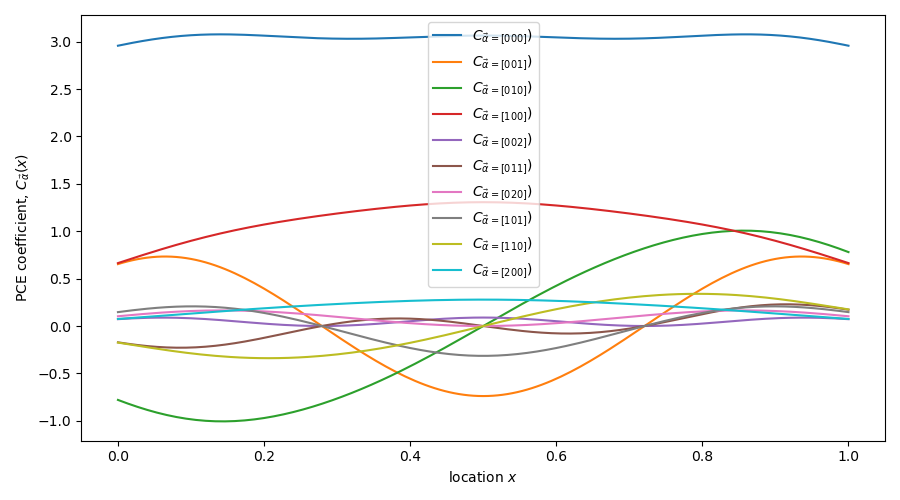 3.0
2.5
2.0
1.5
1.0
0.5
0.0
−0.5
−1.0
PCE coefficient, $C_{\vec{\alpha}}(x)$
$C_{\vec{\alpha}=[000]}$)
$C_{\vec{\alpha}=[001]}$)
$C_{\vec{\alpha}=[010]}$)
$C_{\vec{\alpha}=[100]}$)
$C_{\vec{\alpha}=[002]}$)
$C_{\vec{\alpha}=[011]}$)
$C_{\vec{\alpha}=[020]}$)
$C_{\vec{\alpha}=[101]}$)
$C_{\vec{\alpha}=[110]}$)
$C_{\vec{\alpha}=[200]}$)
0.0 0.2 0.4 0.6 0.8 1.0
location $x$